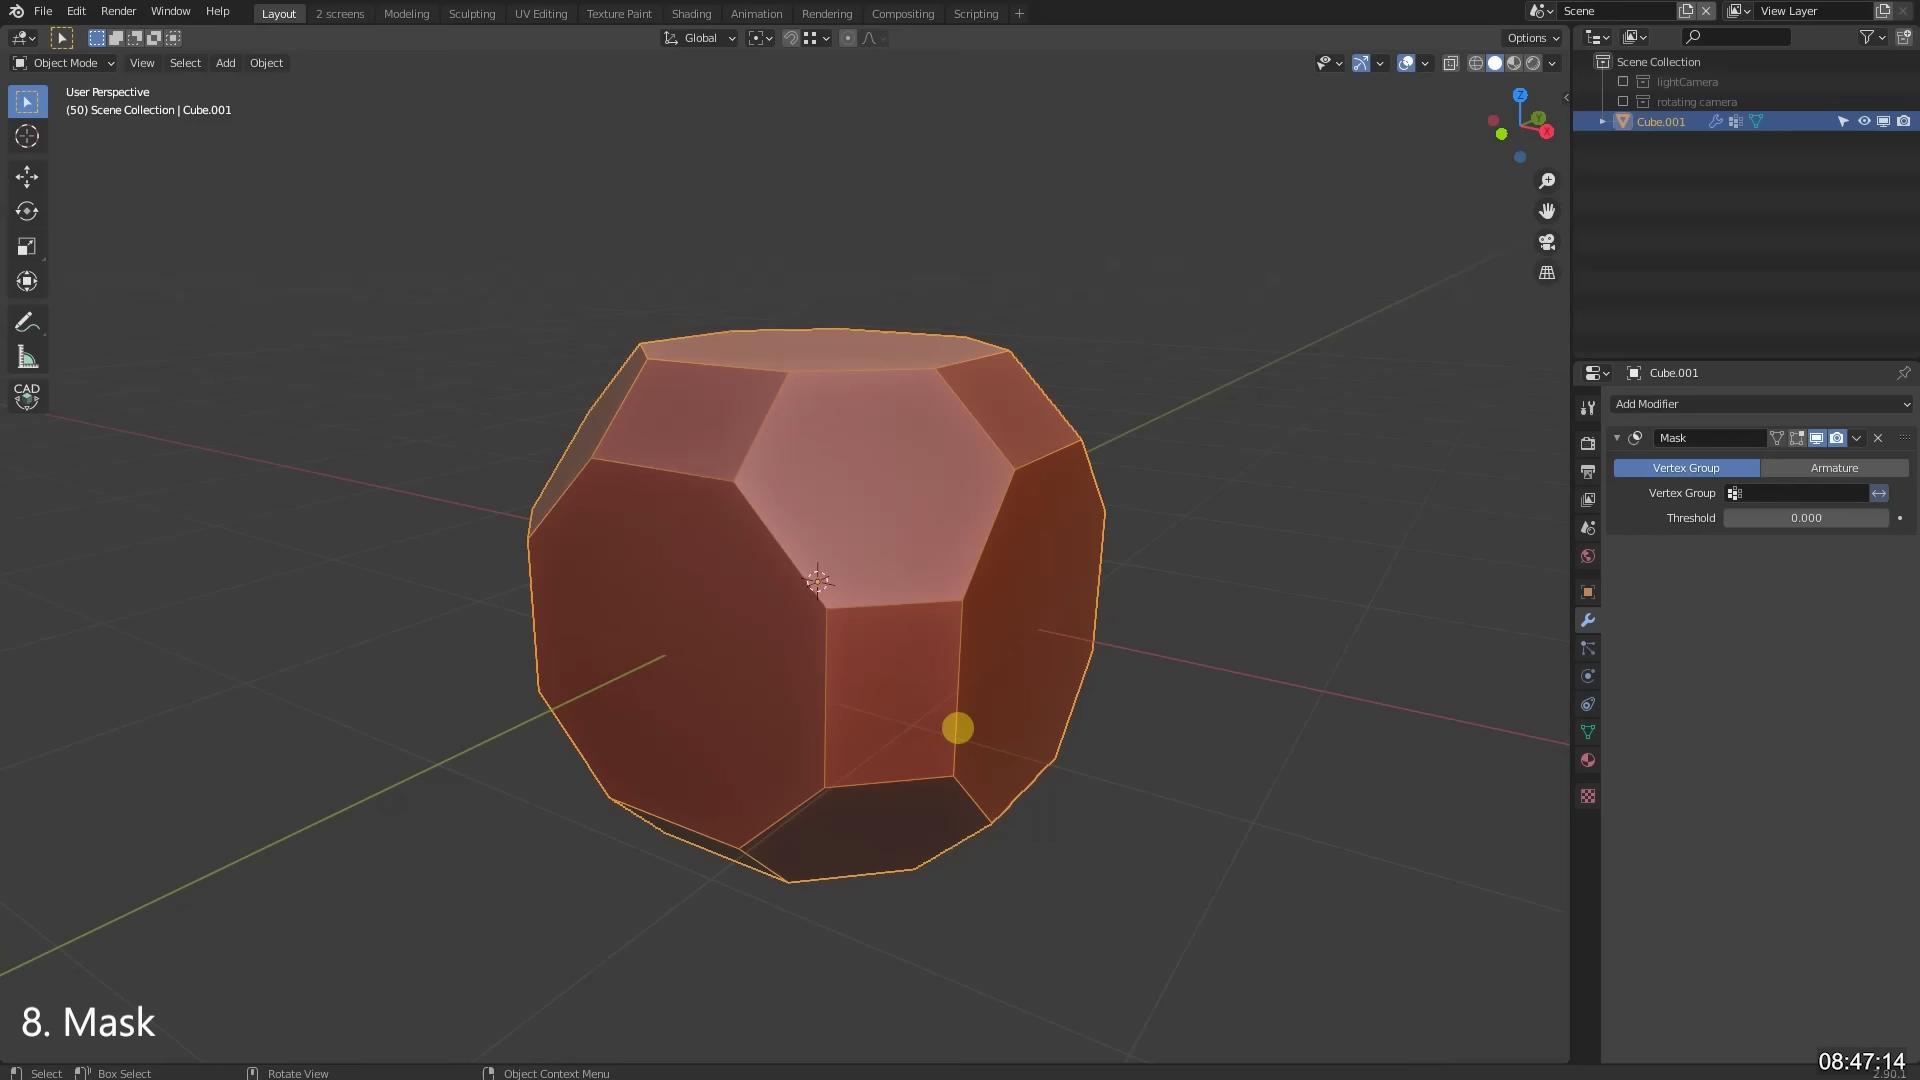 File Edit Render Window Help Layout 2 screens Modeling Sculpting UV Editing Texture Paint Shading Animation Rendering Compositing Scripting + Scene View Layer
Global Options
Object Mode View Select Add Object
User Perspective
(50) Scene Collection | Cube.001
Scene Collection
lightCamera
rotating camera
Cube.001
Z
Y
X
CAD
Cube.001
Add Modifier
Mask
Vertex Group Armature
Vertex Group
Threshold 0.000
8. Mask
08:47:14
Select Box Select Rotate View Object Context Menu 2.90.1